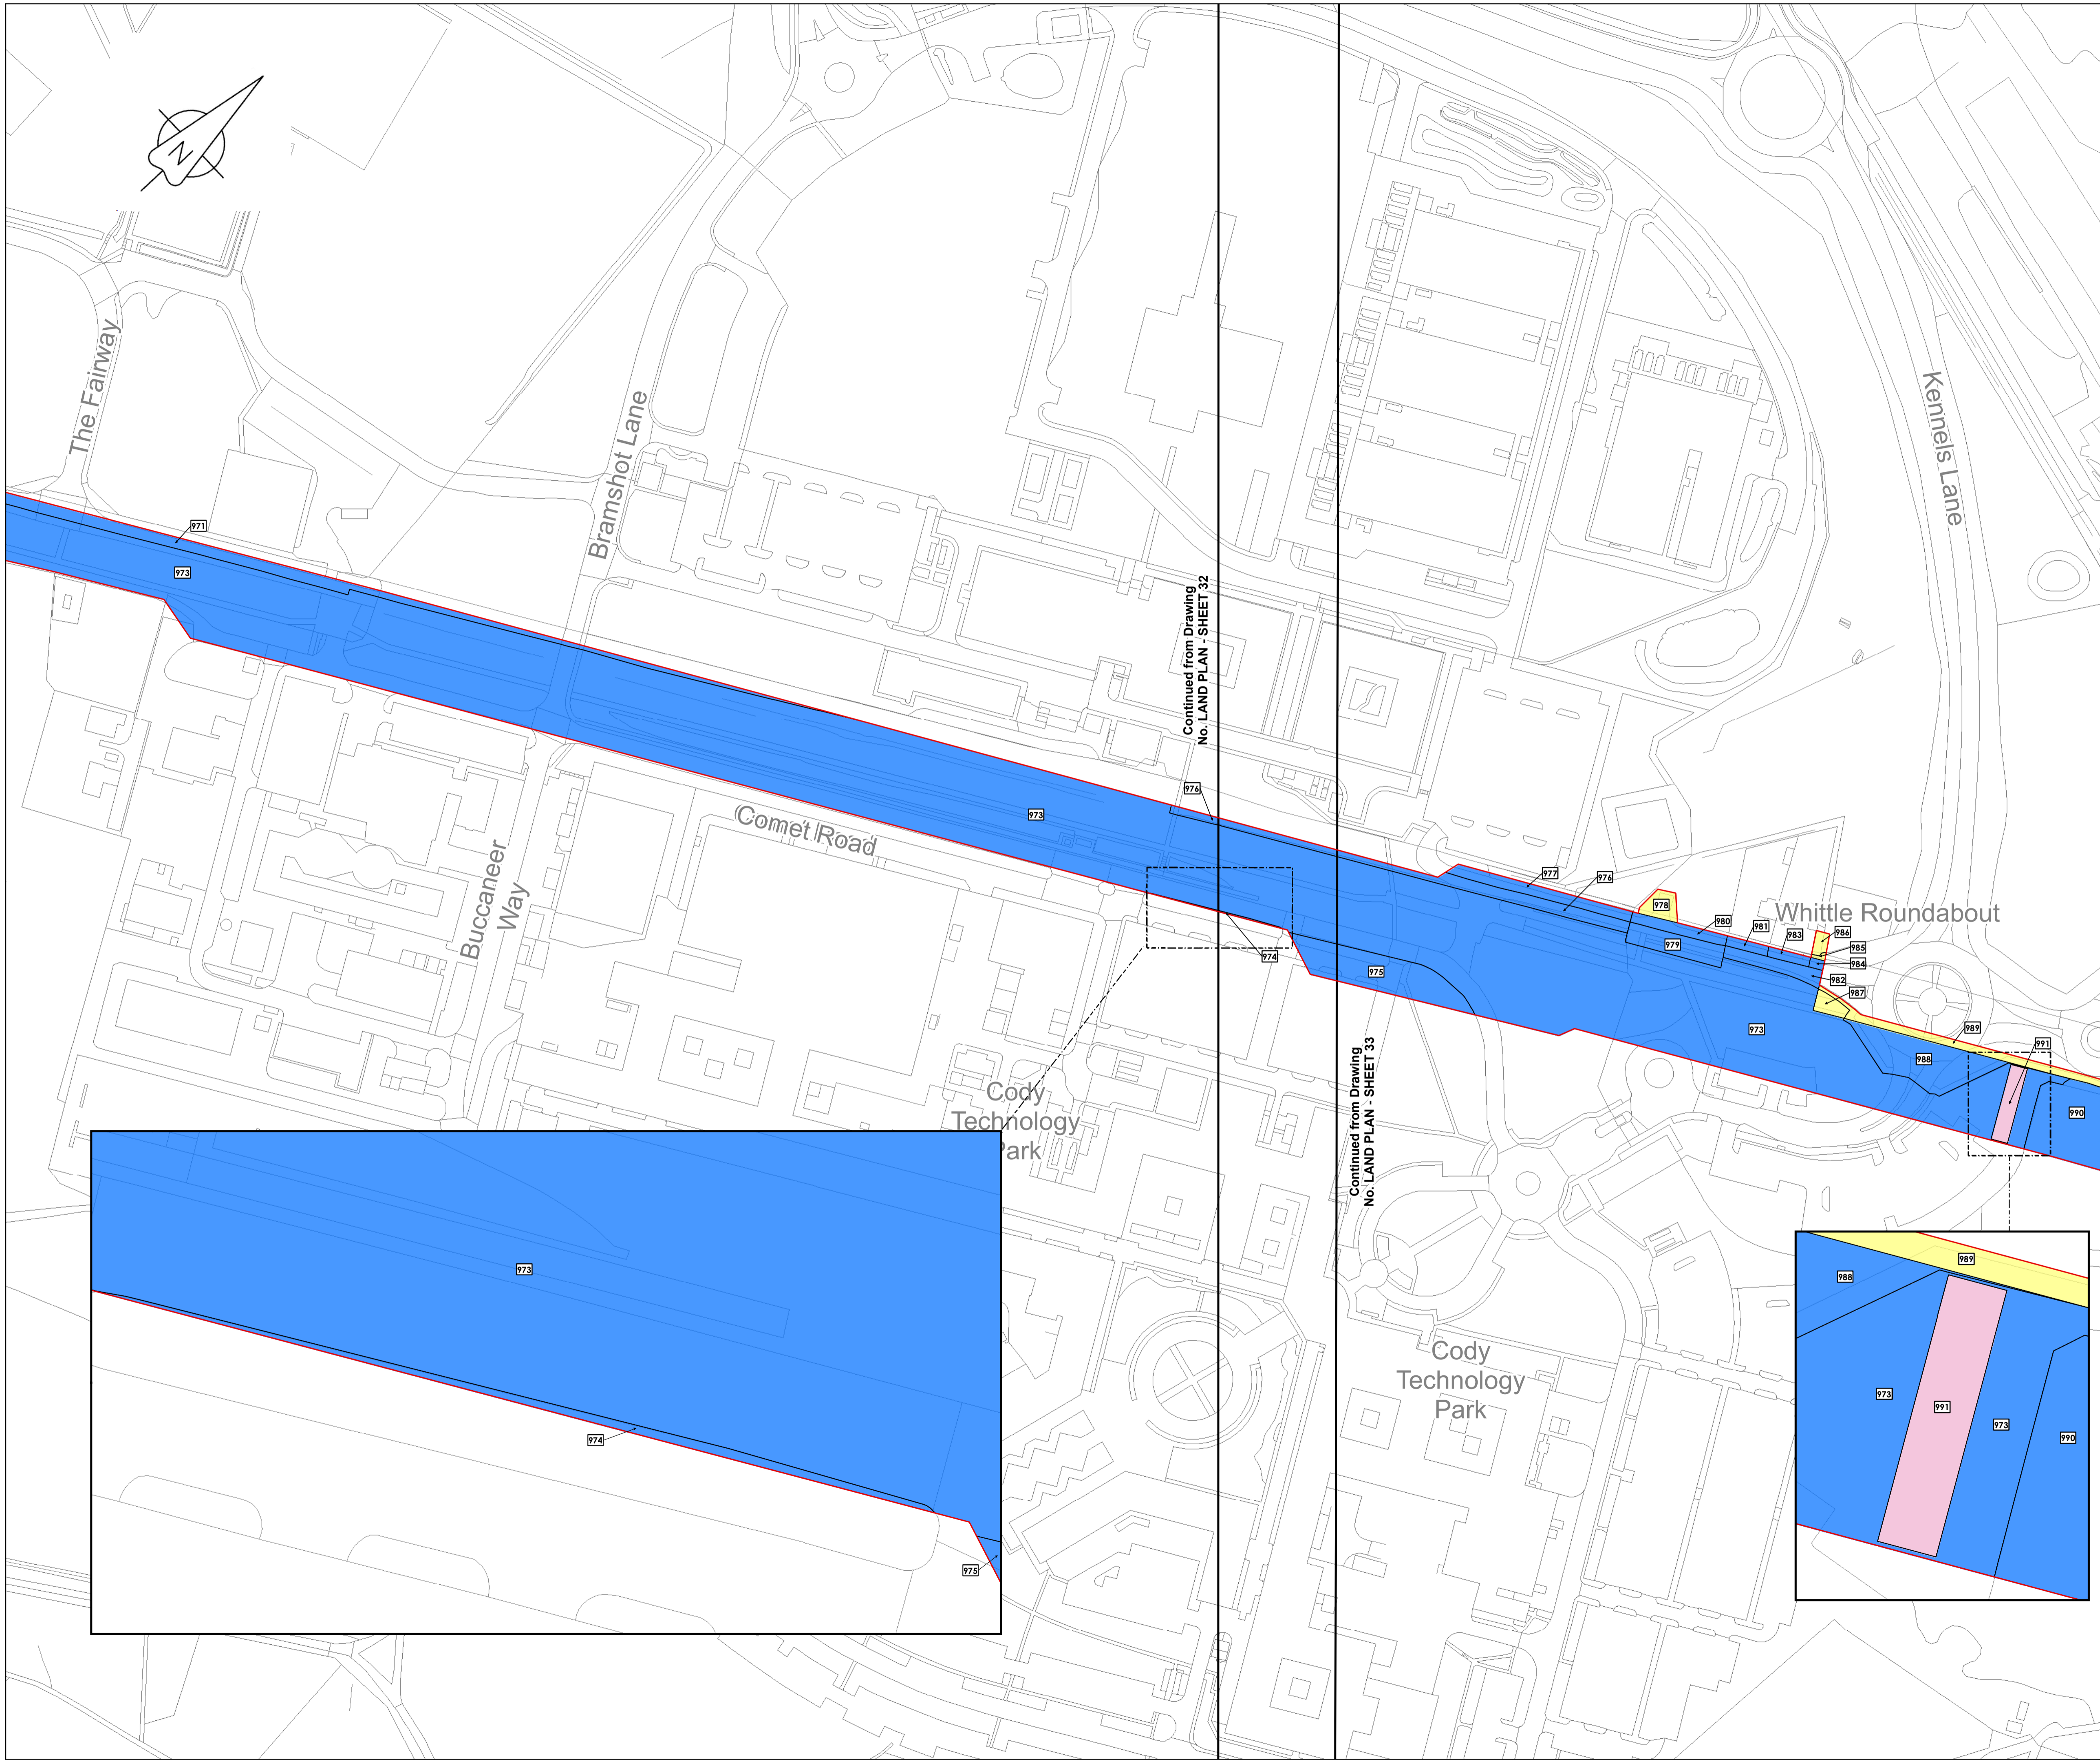 N
The Fairway
Bramshot Lane
Kennels Lane
971
973
Continued from Drawing
No. LAND PLAN - SHEET 32
976
973
Comet Road
Buccaneer
Way
977
976
978
980
981
983
979
Whittle Roundabout
986
985
984
982
987
974
975
973
989
991
988
990
Continued from Drawing
No. LAND PLAN - SHEET 33
Cody
Technology
Park
973
974
975
Cody
Technology
Park
989
988
973
991
973
990